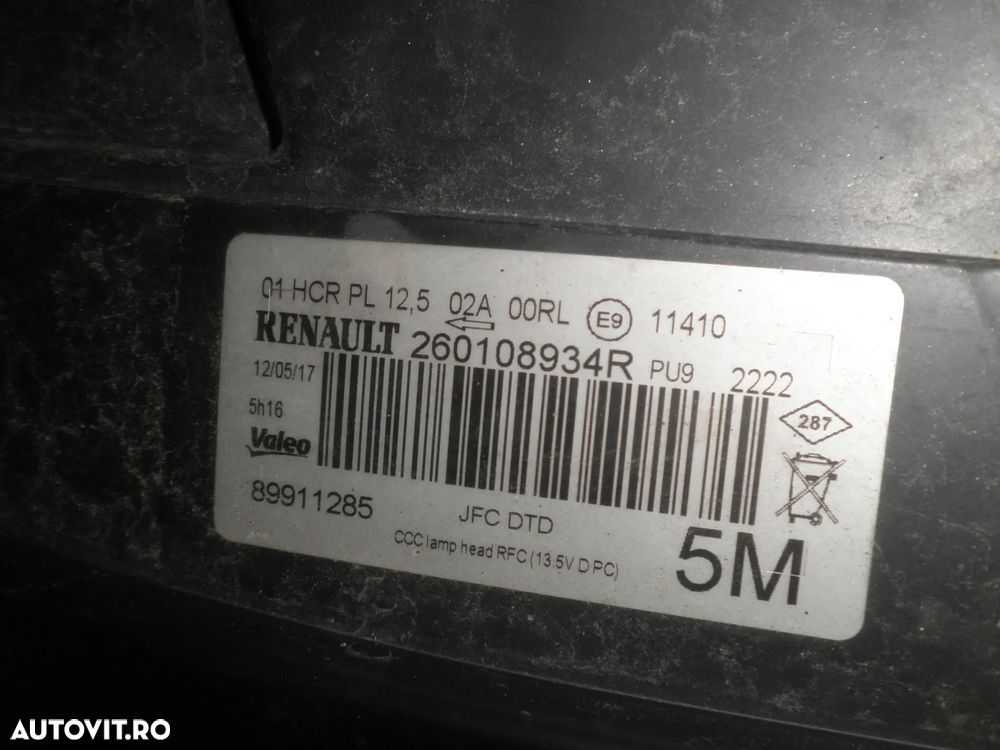 01 HCR PL 12,5 02A 00RL E9 11410
RENAULT 260108934R PU9 2222
12/05/17
5h16
287
Valeo
89911285
JFC DTD
CCC lamp head RFC (13.5V D PC)
5M
AUTOVIT.RO